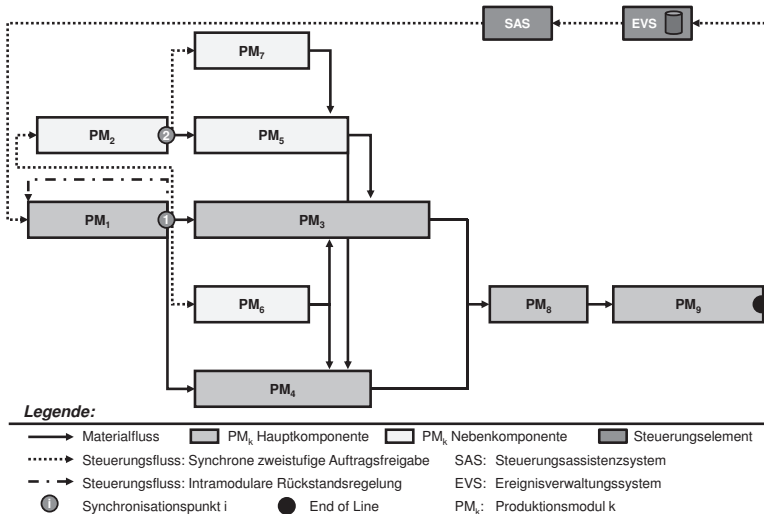 SAS EVS
PM7
PM2 2 PM5
PM1 1 PM3
PM6 PM8 PM9
PM4
Legende:
Materialfluss PMk Hauptkomponente PMk Nebenkomponente Steuerungselement
Steuerungsfluss: Synchrone zweistufige Auftragsfreigabe SAS: Steuerungsassistenzsystem
Steuerungsfluss: Intramodulare Rückstandsregelung EVS: Ereignisverwaltungssystem
i Synchronisationspunkt i End of Line PMk: Produktionsmodul k